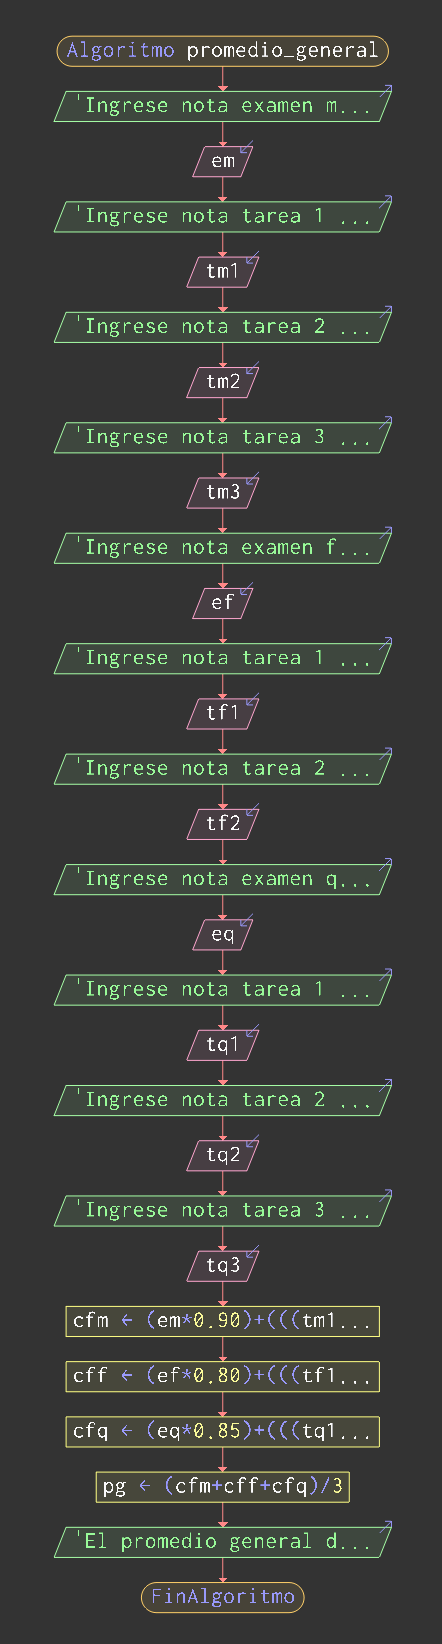 Algoritmo promedio_general
'Ingrese nota examen m...
em
'Ingrese nota tarea 1 ...
tm1
'Ingrese nota tarea 2 ...
tm2
'Ingrese nota tarea 3 ...
tm3
'Ingrese nota examen f...
ef
'Ingrese nota tarea 1 ...
tf1
'Ingrese nota tarea 2 ...
tf2
'Ingrese nota examen q...
eq
'Ingrese nota tarea 1 ...
tq1
'Ingrese nota tarea 2 ...
tq2
'Ingrese nota tarea 3 ...
tq3
cfm ← (em*0.90)+(((tm1...
cff ← (ef*0.80)+(((tf1...
cfq ← (eq*0.85)+(((tq1...
pg ← (cfm+cff+cfq)/3
'El promedio general d...
FinAlgoritmo